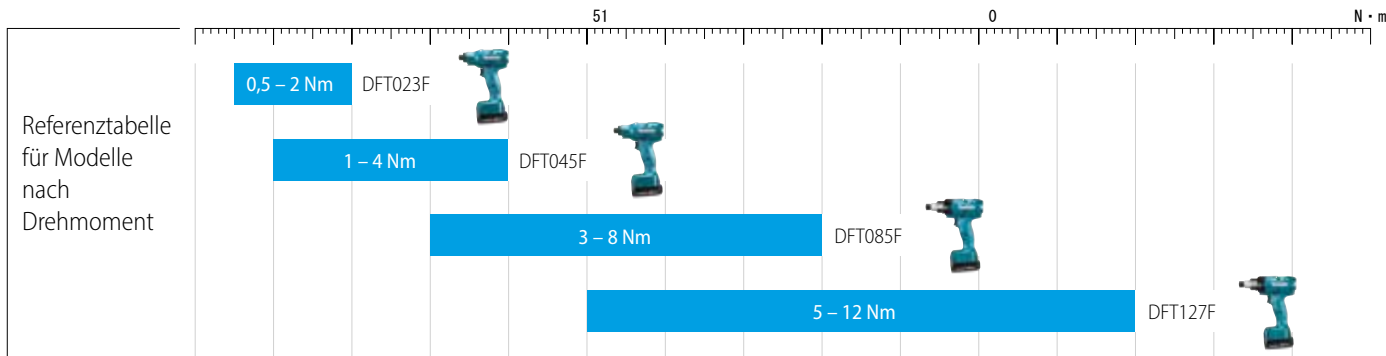 51 0 N・m
0,5 – 2 Nm DFT023F
Referenztabelle
für Modelle
nach
Drehmoment
1 – 4 Nm DFT045F
3 – 8 Nm DFT085F
5 – 12 Nm DFT127F